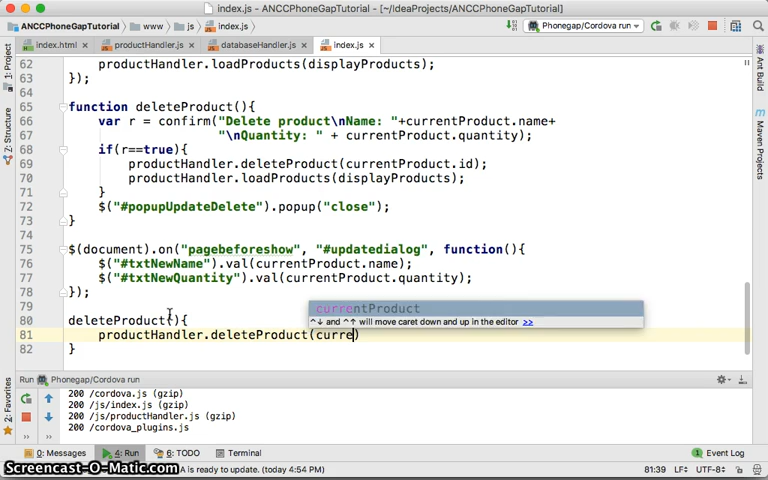 index.js - ANCCPhoneGapTutorial - [~/IdeaProjects/ANCCPhoneGapTutorial]
ANCCPhoneGapTutorial www js index.js Phonegap/Cordova run
index.html productHandler.js databaseHandler.js index.js
62 productHandler.loadProducts(displayProducts);
63 });
64
65 function deleteProduct(){
66 var r = confirm("Delete product\nName: "+currentProduct.name+
67 "\nQuantity: " + currentProduct.quantity);
68 if(r==true){
69 productHandler.deleteProduct(currentProduct.id);
70 productHandler.loadProducts(displayProducts);
71 }
72 $("#popupUpdateDelete").popup("close");
73 }
74
75 $(document).on("pagebeforeshow", "#updatedialog", function(){
76 $("#txtNewName").val(currentProduct.name);
77 $("#txtNewQuantity").val(currentProduct.quantity);
78 });
79
currentProduct
80 deleteProduct(){
^↓ and ^↑ will move caret down and up in the editor >>
81 productHandler.deleteProduct(curre)
82 }
1: Project
7: Structure
2: Favorites
Ant Build
Maven Projects
Run Phonegap/Cordova run
200 /cordova.js (gzip)
200 /js/index.js (gzip)
200 /js/productHandler.js (gzip)
200 /cordova_plugins.js
0: Messages 4: Run 6: TODO Terminal 1 Event Log
A is ready to update. (today 4:54 PM) 81:39 LF÷ UTF-8÷
Screencast-O-Matic.com